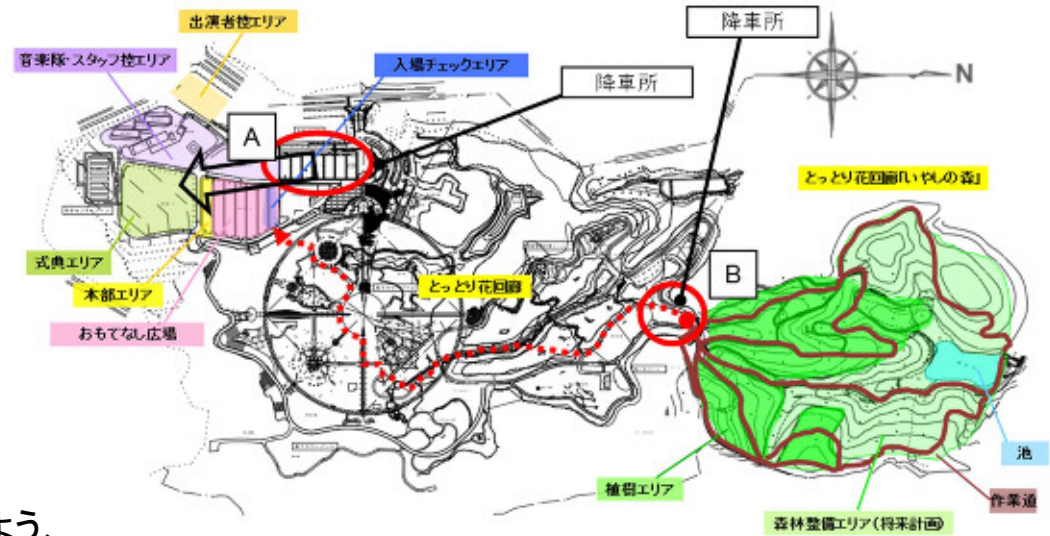 出演者控エリア
降車所
音楽隊・スタッフ控エリア
入場チェックエリア
降車所
A
N
とっとり花回廊「いやしの森」
式典エリア
とっとり花回廊
B
本部エリア
おもてなし広場
池
植樹エリア
作業道
森林整備エリア(将来計画)
よう、